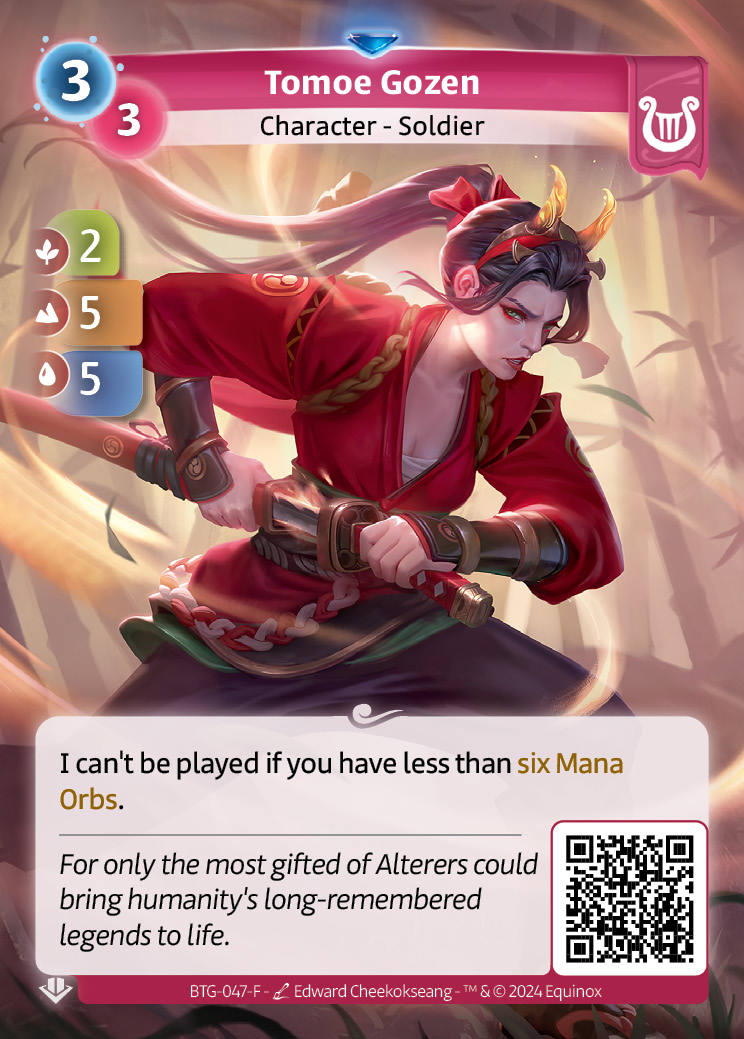 3
Tomoe Gozen
3
Character - Soldier
2
5
5
I can't be played if you have less than six Mana
Orbs.
For only the most gifted of Alterers could
bring humanity's long-remembered
legends to life.
BTG-047-F - Edward Cheekokseang - ™ & © 2024 Equinox